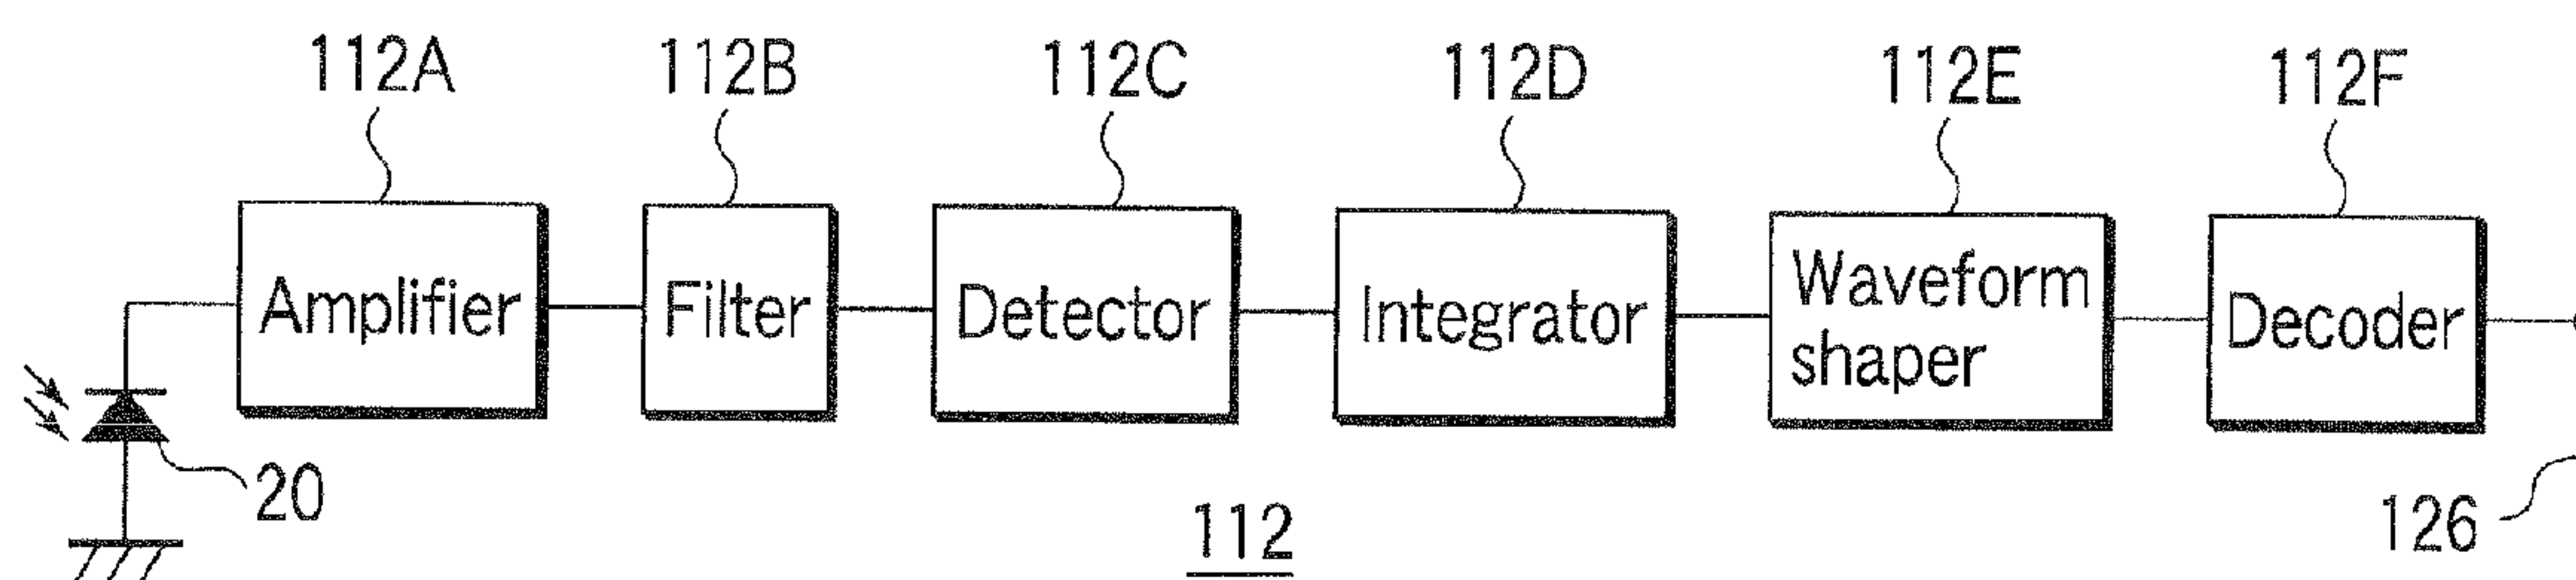 112A
112B
112C
112D
112E
112F
Amplifier
Filter
Detector
Integrator
Waveform
shaper
Decoder
20
112
126